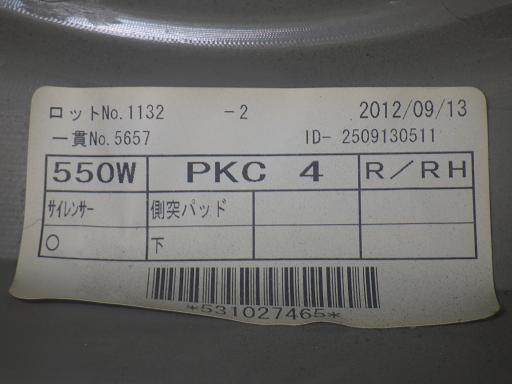 ロットNo.1132 -2 2012/09/13
一貫No.5657 ID- 2509130511
550W PKC 4 R/RH
サイレンサー 側突パッド
○ 下
*531027465*